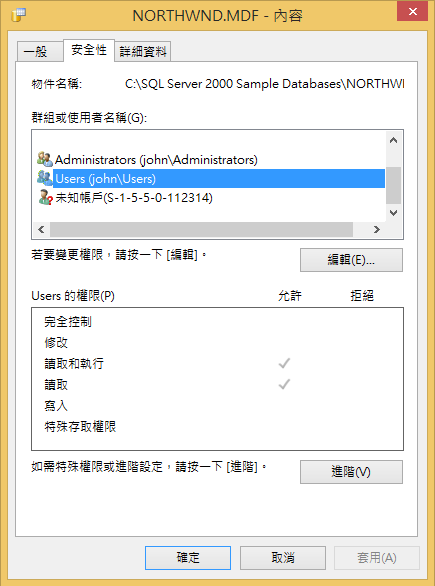 NORTHWND.MDF - 內容
一般
安全性
詳細資料
物件名稱:
C:\SQL Server 2000 Sample Databases\NORTHWI
群組或使用者名稱(G):
Administrators (john\Administrators)
Users (john\Users)
未知帳戶(S-1-5-5-0-112314)
若要變更權限，請按一下 [編輯]。
編輯(E)...
Users 的權限(P)
允許
拒絕
完全控制
修改
讀取和執行
讀取
寫入
特殊存取權限
如需特殊權限或進階設定，請按一下 [進階]。
進階(V)
確定
取消
套用(A)